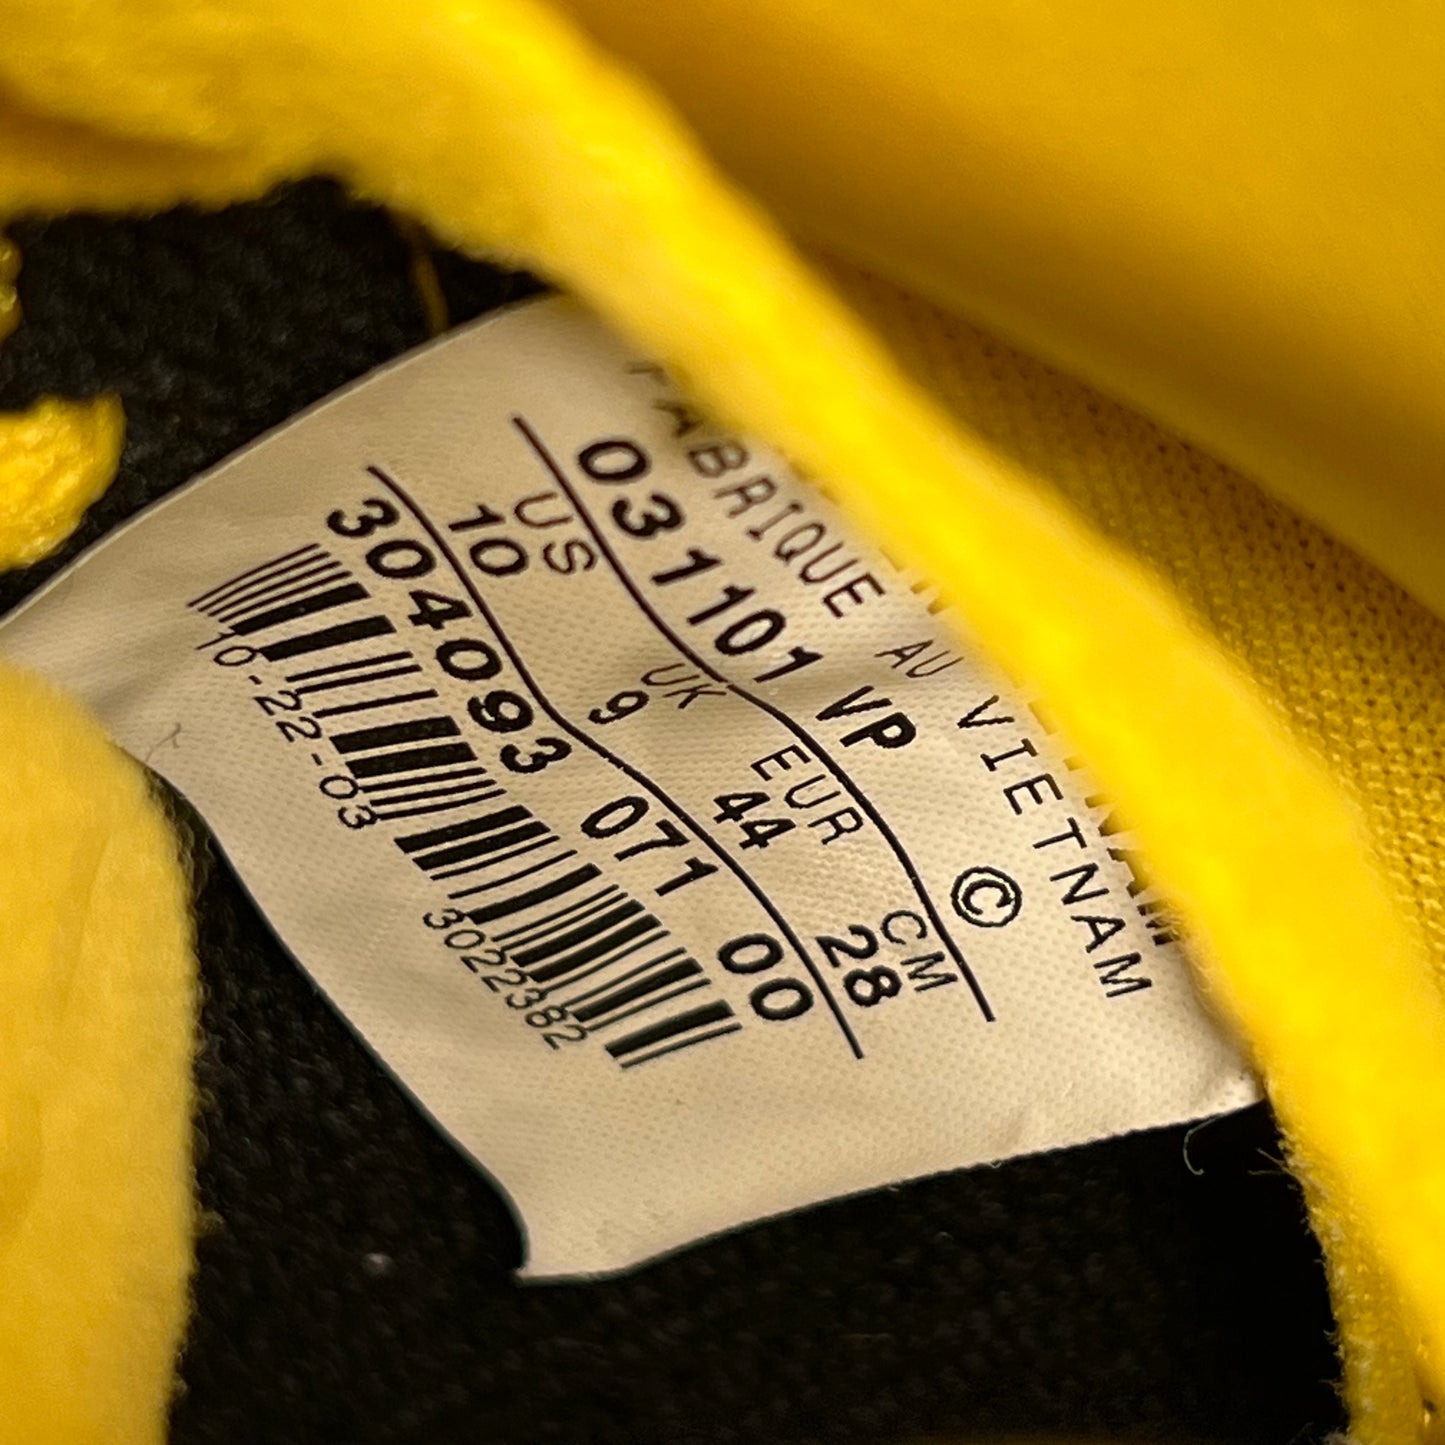 FABRIQUE AU VIETNAM
031101 VP ©
US UK EUR CM
10 9 44 28
304093 071 00
10-22-03 3022382